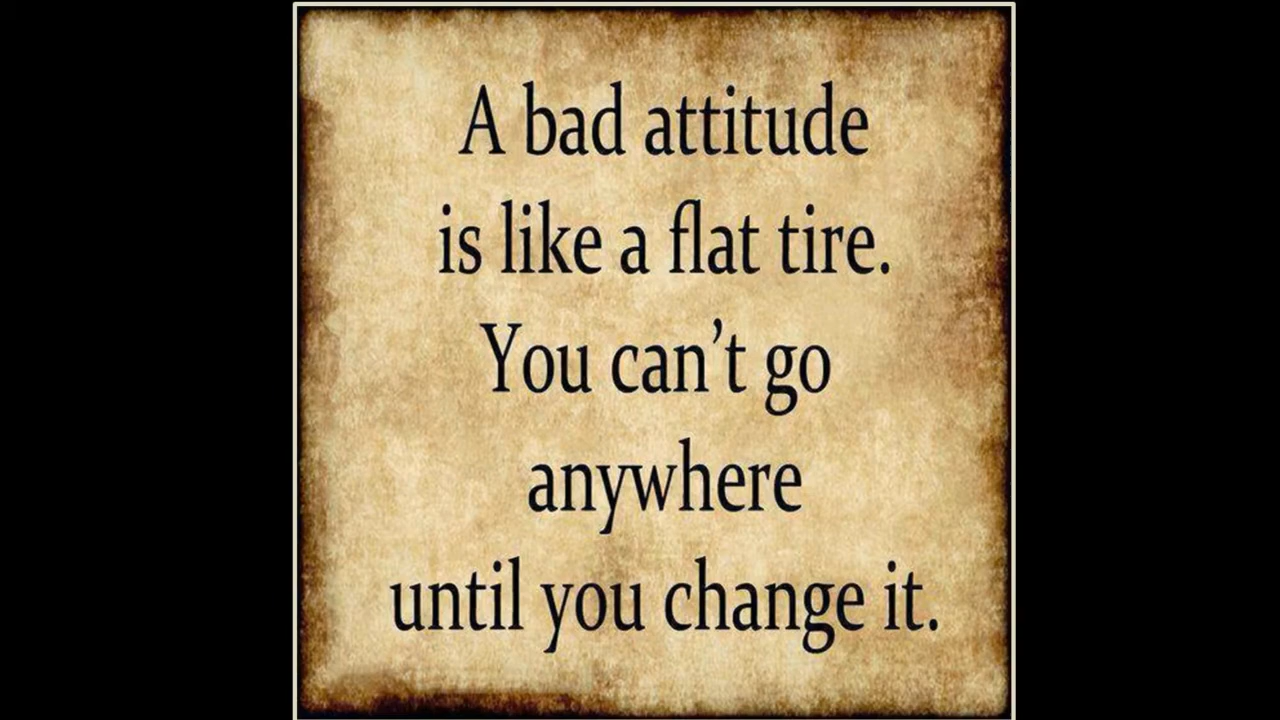 A bad attitude
is like a flat tire.
You can’t go
anywhere
until you change it.